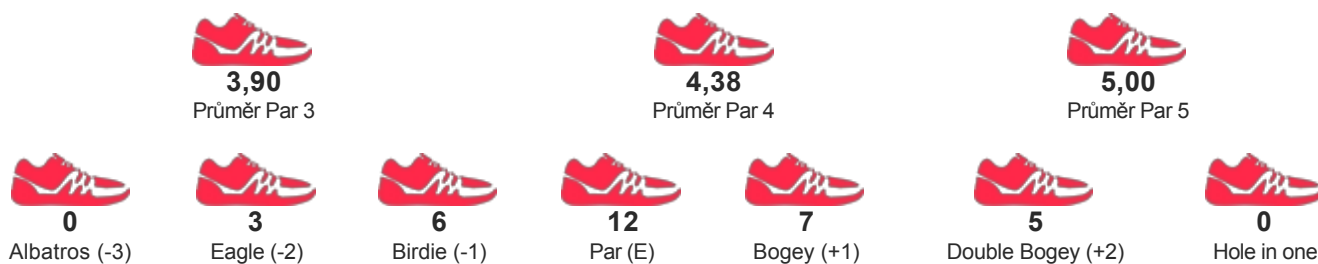 3,90 4,38 5,00
Průměr Par 3 Průměr Par 4 Průměr Par 5
0 3 6 12 7 5 0
Albatros (-3) Eagle (-2) Birdie (-1) Par (E) Bogey (+1) Double Bogey (+2) Hole in one